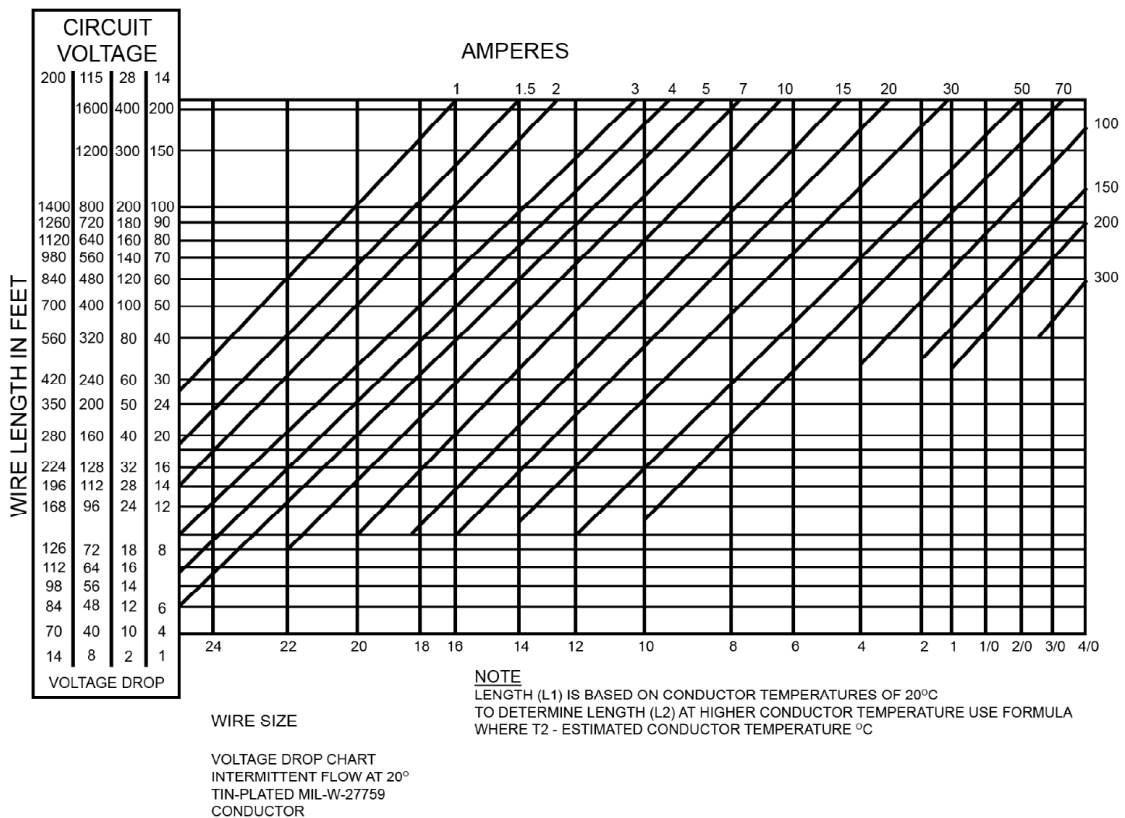 CIRCUIT
VOLTAGE
200 115 28 14
AMPERES
1 1.5 2 3 4 5 7 10 15 20 30 50 70
100
150
200
300
WIRE LENGTH IN FEET
1600 400 200
1200 300 150
1400 800 200 100
1260 720 180 90
1120 640 160 80
980 560 140 70
840 480 120 60
700 400 100 50
560 320 80 40
420 240 60 30
350 200 50 24
280 160 40 20
224 128 32 16
196 112 28 14
168 96 24 12
126 72 18 8
112 64 16
98 56 14
84 48 12 6
70 40 10 4
14 8 2 1
VOLTAGE DROP
24 22 20 18 16 14 12 10 8 6 4 2 1 1/0 2/0 3/0 4/0
WIRE SIZE
NOTE
LENGTH (L1) IS BASED ON CONDUCTOR TEMPERATURES OF 20°C
TO DETERMINE LENGTH (L2) AT HIGHER CONDUCTOR TEMPERATURE USE FORMULA
WHERE T2 - ESTIMATED CONDUCTOR TEMPERATURE °C
VOLTAGE DROP CHART
INTERMITTENT FLOW AT 20°
TIN-PLATED MIL-W-27759
CONDUCTOR